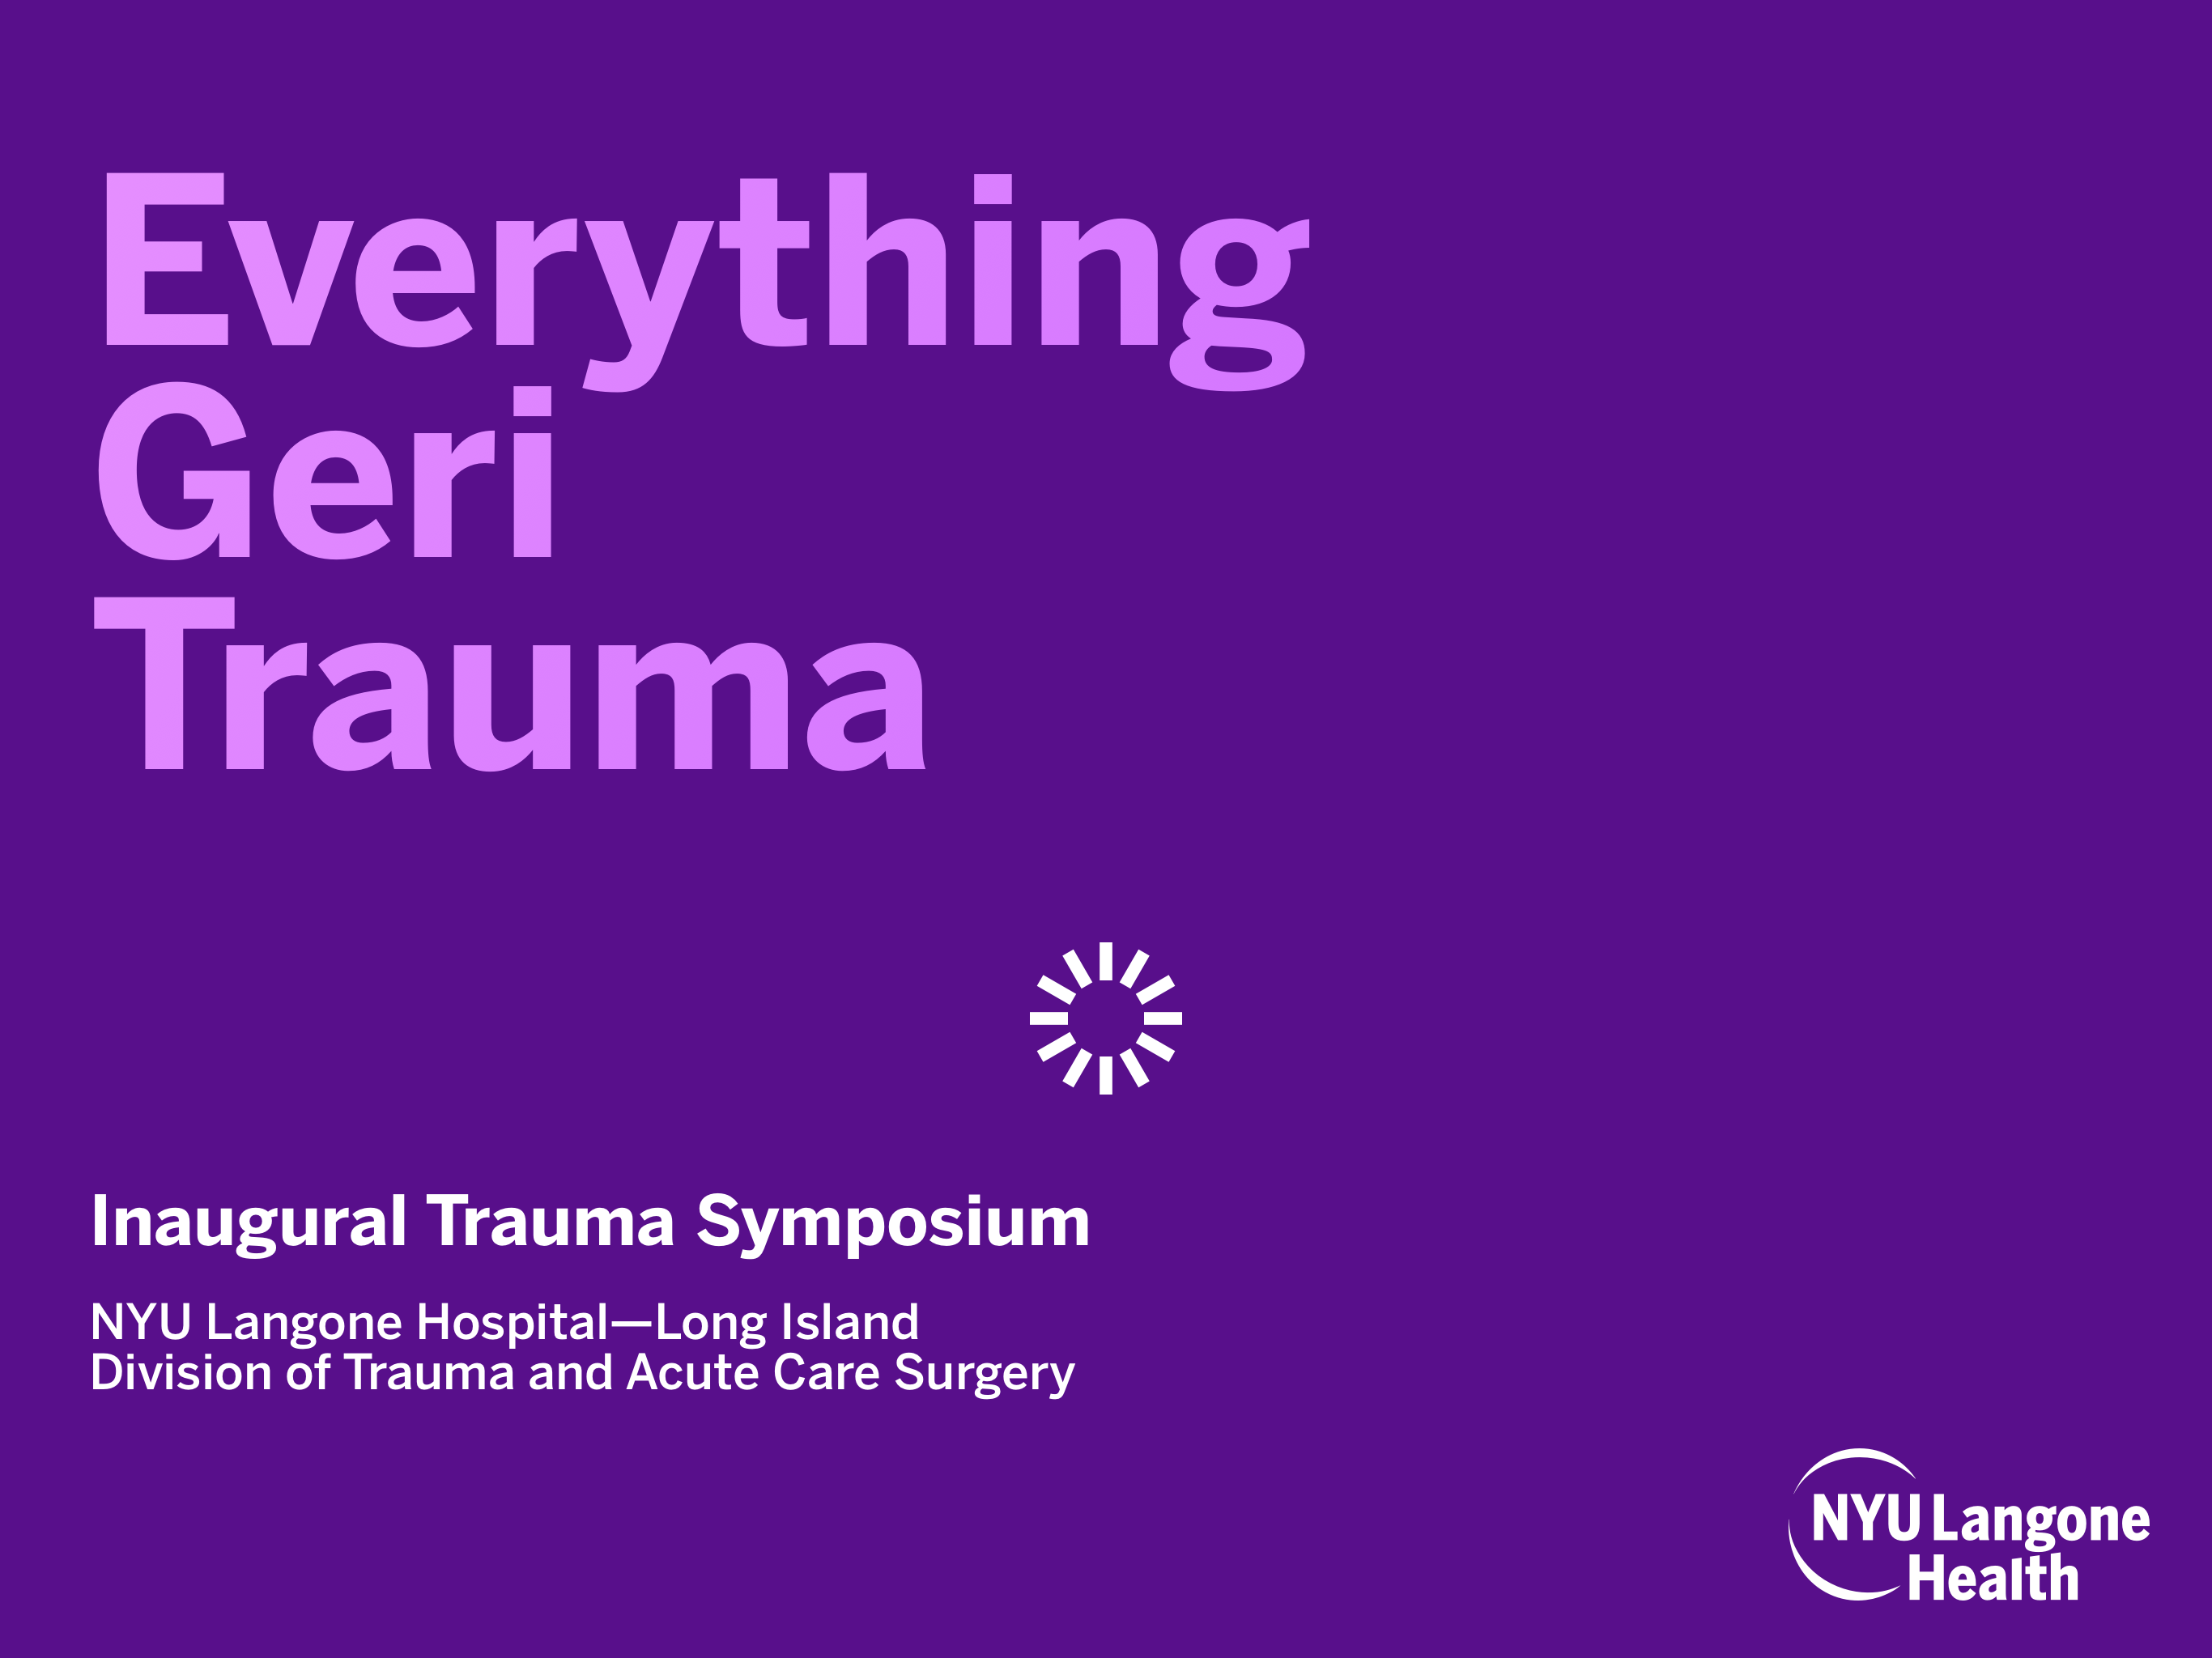 Everything
Geri
Trauma
Inaugural Trauma Symposium
NYU Langone Hospital—Long Island
Division of Trauma and Acute Care Surgery
NYU Langone
Health